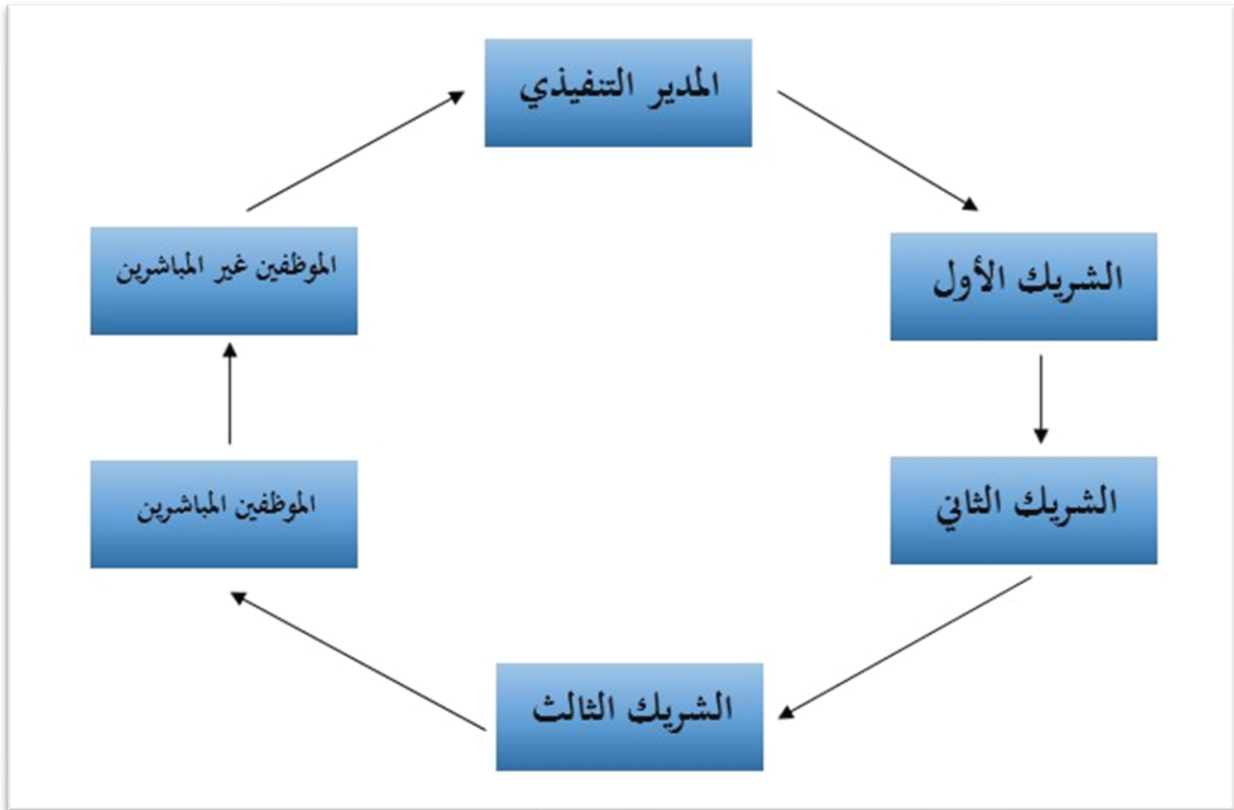 المدير التنفيذي
الشريك الأول
الشريك الثاني
الشريك الثالث
الموظفين المباشرين
الموظفين غير المباشرين